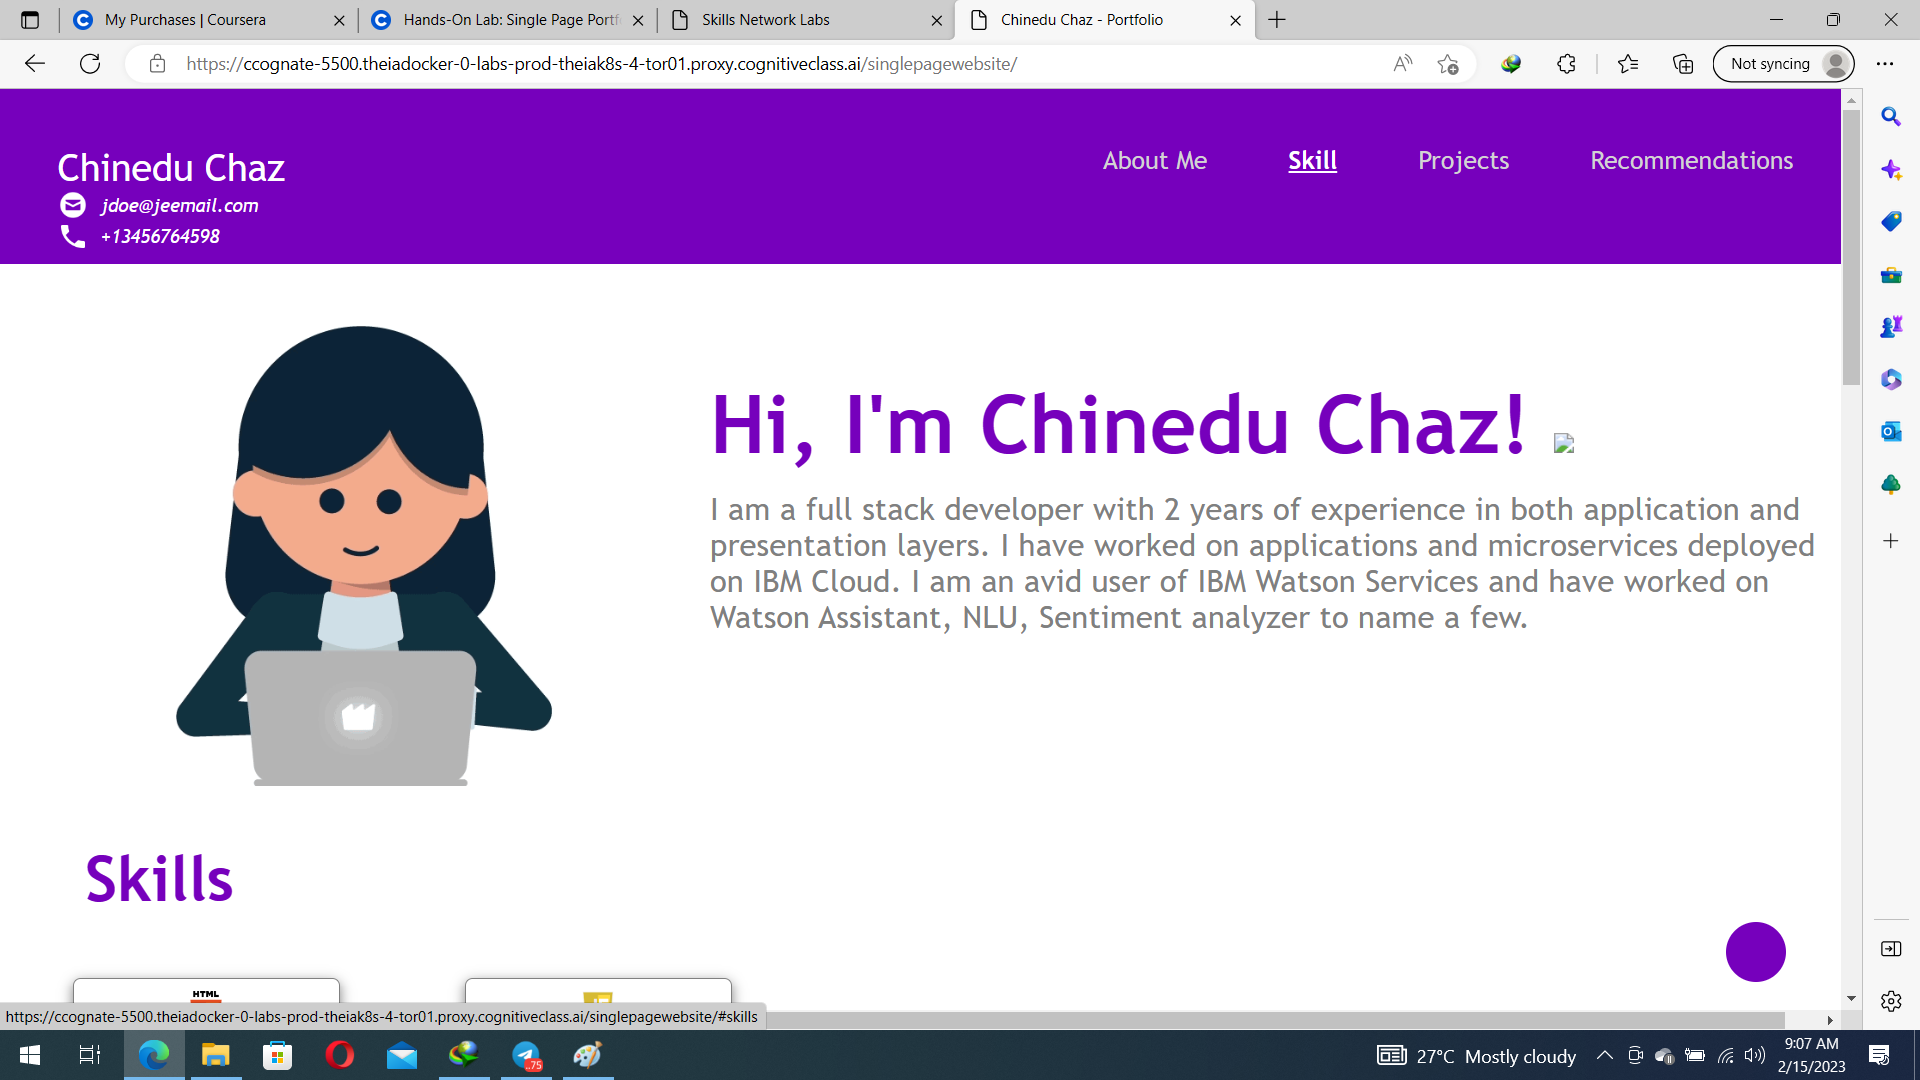 My Purchases | Coursera
Hands-On Lab: Single Page Portf
Skills Network Labs
Chinedu Chaz - Portfolio
https://ccognate-5500.theiadocker-0-labs-prod-theiak8s-4-tor01.proxy.cognitiveclass.ai/singlepagewebsite/
Not syncing
Chinedu Chaz
jdoe@jeemail.com
+13456764598
About Me
Skill
Projects
Recommendations
Hi, I'm Chinedu Chaz!
I am a full stack developer with 2 years of experience in both application and
presentation layers. I have worked on applications and microservices deployed
on IBM Cloud. I am an avid user of IBM Watson Services and have worked on
Watson Assistant, NLU, Sentiment analyzer to name a few.
Skills
HTML
https://ccognate-5500.theiadocker-0-labs-prod-theiak8s-4-tor01.proxy.cognitiveclass.ai/singlepagewebsite/#skills
..75
27°C Mostly cloudy
9:07 AM
2/15/2023